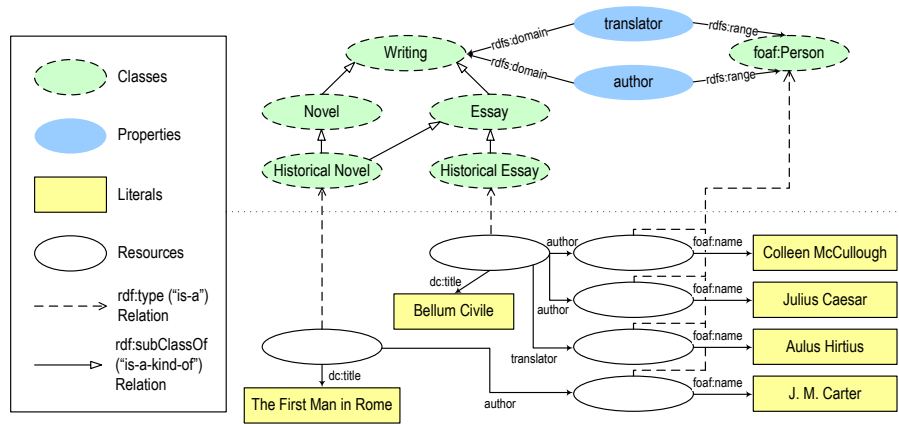 Classes
Properties
Literals
Resources
rdf:type ("is-a")
Relation
rdf:subClassOf
("is-a-kind-of")
Relation
Writing
Novel
Essay
Historical Novel
Historical Essay
translator
author
foaf:Person
rdfs:domain
rdfs:range
rdfs:domain
rdfs:range
author
foaf:name
Colleen McCullough
dc:title
Bellum Civile
author
foaf:name
Julius Caesar
translator
foaf:name
Aulus Hirtius
dc:title
The First Man in Rome
author
foaf:name
J. M. Carter